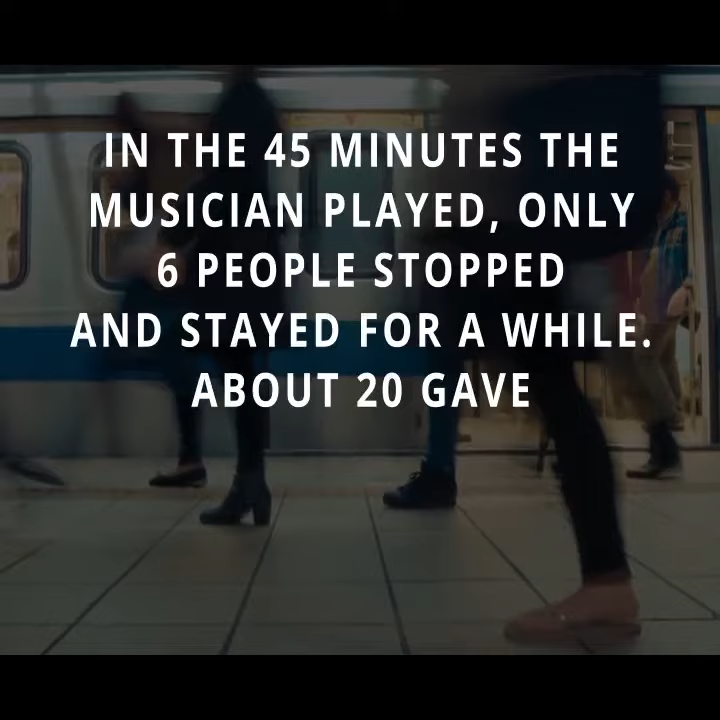 IN THE 45 MINUTES THE
MUSICIAN PLAYED, ONLY
6 PEOPLE STOPPED
AND STAYED FOR A WHILE.
ABOUT 20 GAVE